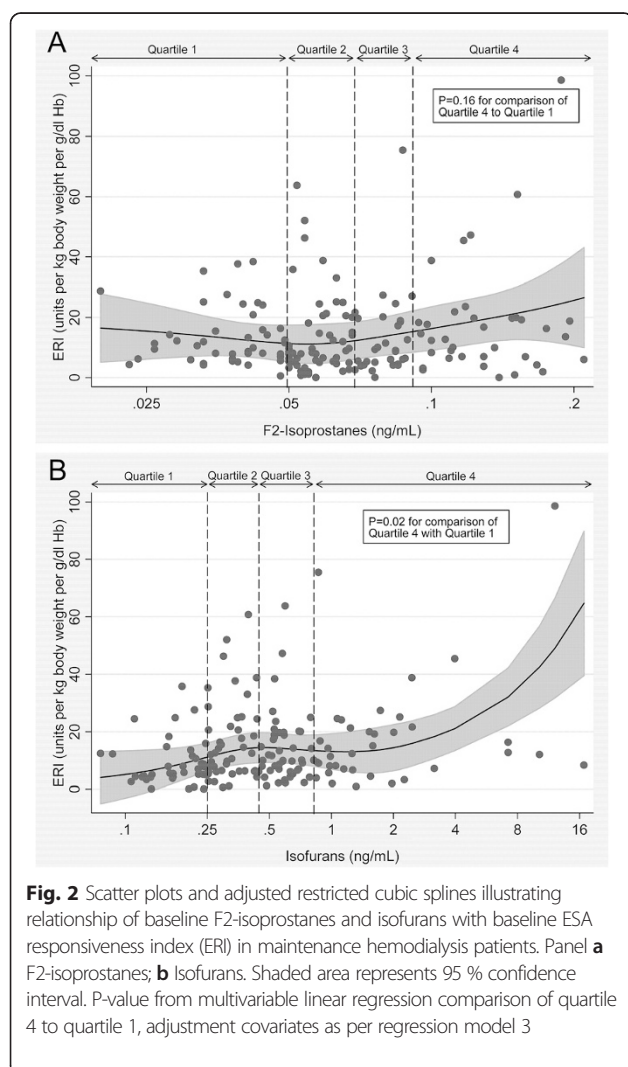 A
Quartile 1 Quartile 2 Quartile 3 Quartile 4
P=0.16 for comparison of
Quartile 4 to Quartile 1
ERI (units per kg body weight per g/dl Hb)
100
80
60
40
20
0
.025 .05 .1 .2
F2-Isoprostanes (ng/mL)
B
Quartile 1 Quartile 2 Quartile 3 Quartile 4
P=0.02 for comparison of
Quartile 4 with Quartile 1
ERI (units per kg body weight per g/dl Hb)
100
80
60
40
20
0
.1 .25 .5 1 2 4 8 16
Isofurans (ng/mL)
Fig. 2 Scatter plots and adjusted restricted cubic splines illustrating
relationship of baseline F2-isoprostanes and isofurans with baseline ESA
responsiveness index (ERI) in maintenance hemodialysis patients. Panel a
F2-isoprostanes; b Isofurans. Shaded area represents 95 % confidence
interval. P-value from multivariable linear regression comparison of quartile
4 to quartile 1, adjustment covariates as per regression model 3